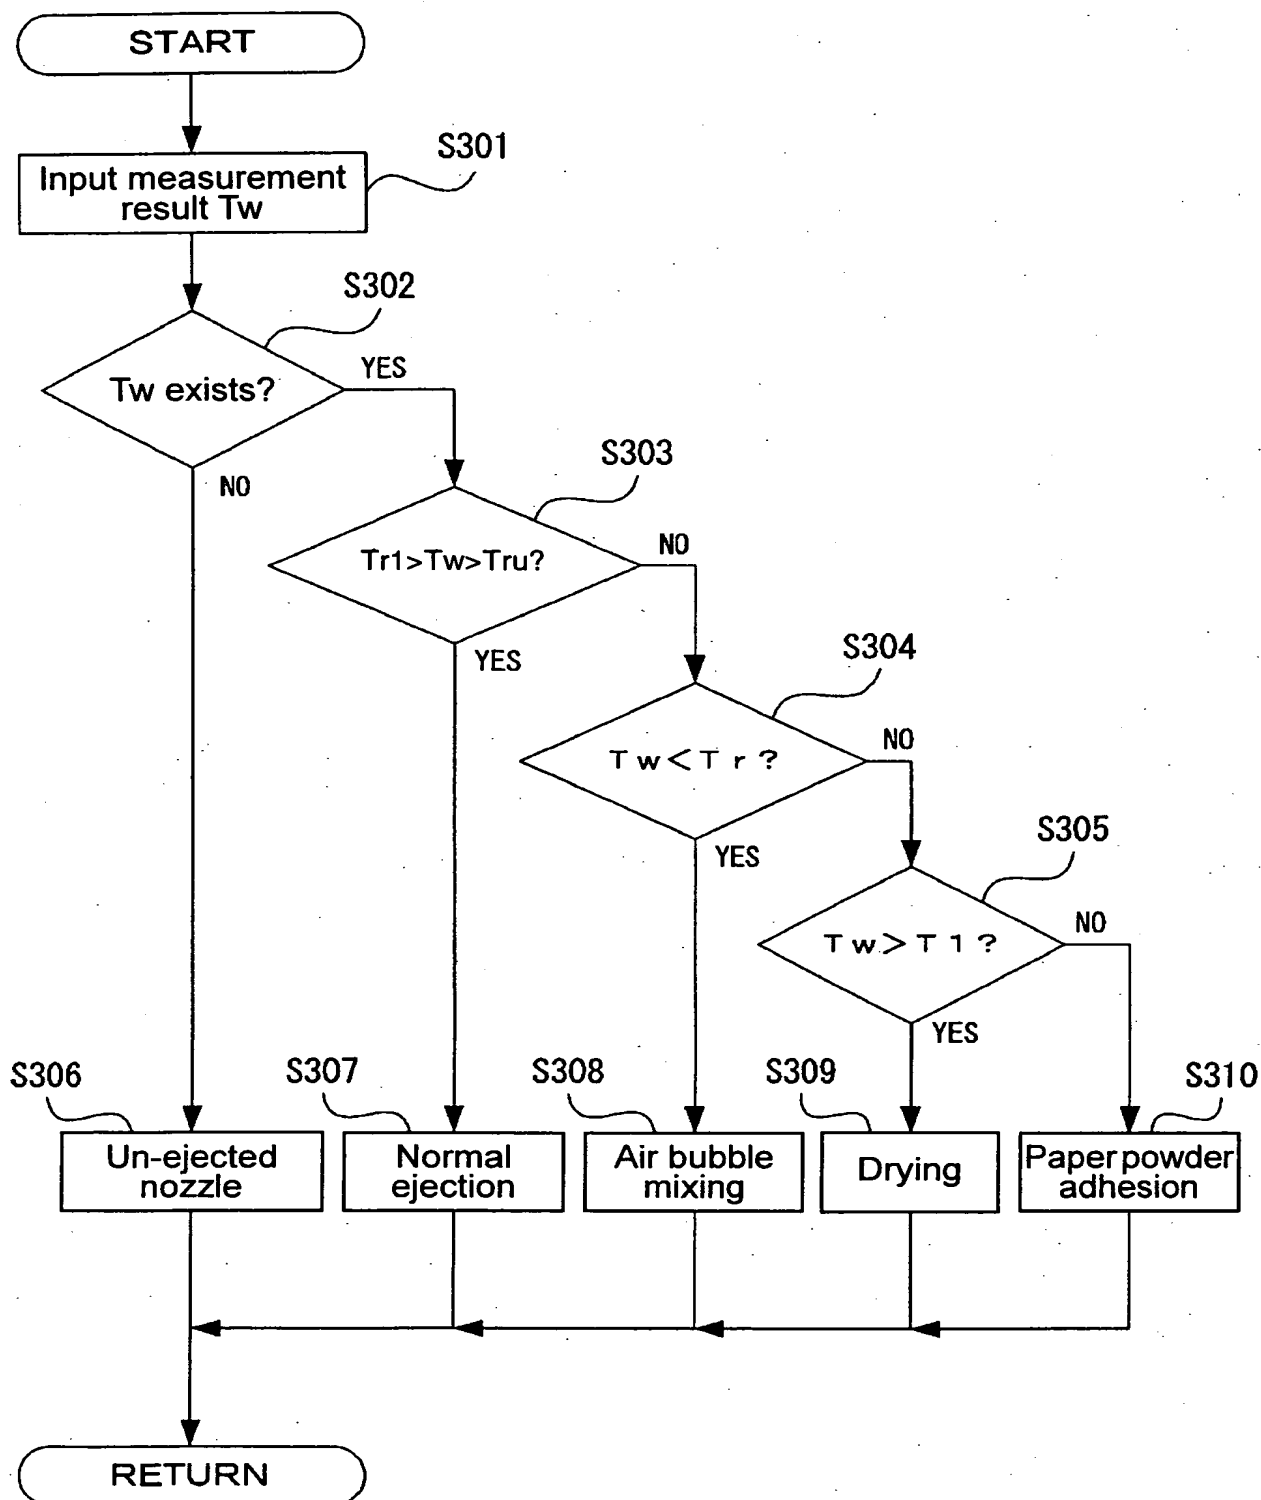 START
S301
Input measurement
result Tw
S302
Tw exists?
YES
NO
S303
Tr1>Tw>Tru?
NO
YES
S304
Tw<Tr?
NO
YES
S305
Tw>T1?
NO
YES
S306
S307
S308
S309
S310
Un-ejected
nozzle
Normal
ejection
Air bubble
mixing
Drying
Paper powder
adhesion
RETURN